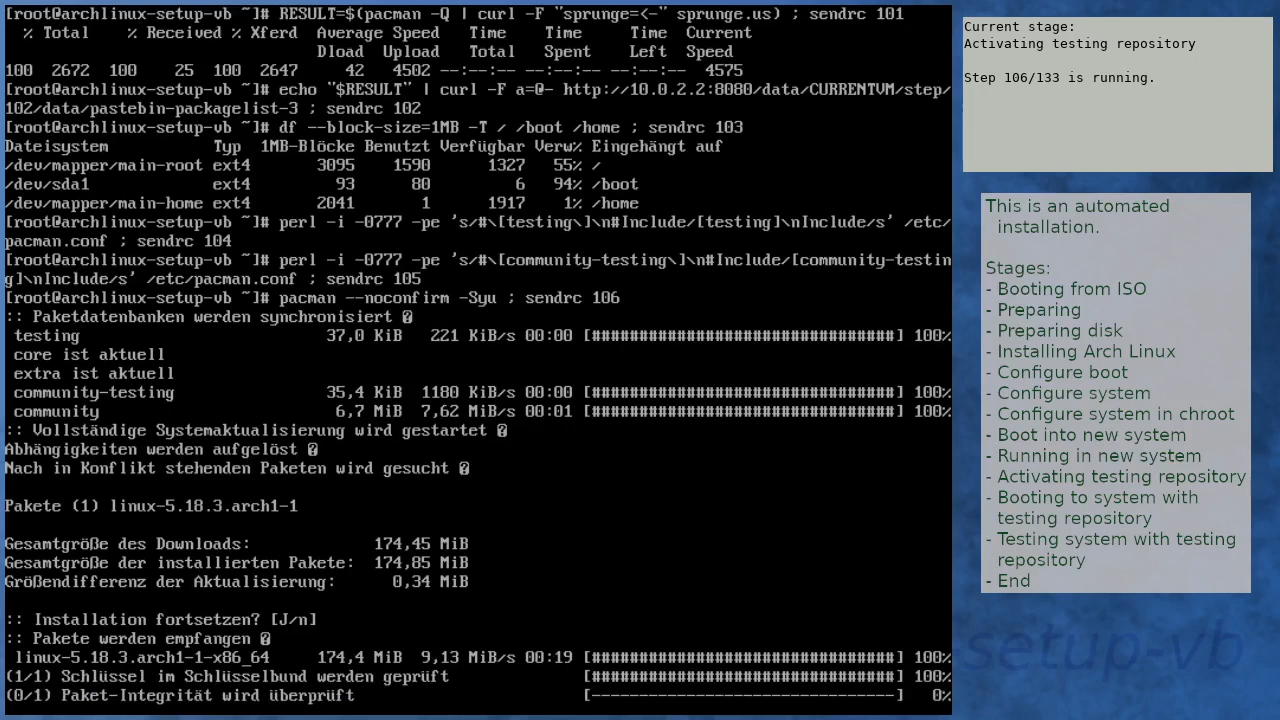 [root@archlinux-setup-vb ~]# RESULT=$(pacman -Q | curl -F "sprunge=<-" sprunge.us) ; sendrc 101
  % Total    % Received % Xferd  Average Speed   Time    Time     Time  Current
                                 Dload  Upload   Total   Spent    Left  Speed
100  2672  100    25  100  2647     42   4502 --:--:-- --:--:-- --:--:--  4575
[root@archlinux-setup-vb ~]# echo "$RESULT" | curl -F a=@- http://10.0.2.2:8080/data/CURRENTVM/step/
102/data/pastebin-packagelist-3 ; sendrc 102
[root@archlinux-setup-vb ~]# df --block-size=1MB -T / /boot /home ; sendrc 103
Dateisystem           Typ  1MB-Blöcke Benutzt Verfügbar Verw% Eingehängt auf
/dev/mapper/main-root ext4       3095    1590      1327   55% /
/dev/sda1             ext4         93      80         6   94% /boot
/dev/mapper/main-home ext4       2041       1      1917    1% /home
[root@archlinux-setup-vb ~]# perl -i -0777 -pe 's/#\[testing\]\n#Include/[testing]\nInclude/s' /etc/
pacman.conf ; sendrc 104
[root@archlinux-setup-vb ~]# perl -i -0777 -pe 's/#\[community-testing\]\n#Include/[community-testin
g]\nInclude/s' /etc/pacman.conf ; sendrc 105
[root@archlinux-setup-vb ~]# pacman --noconfirm -Syu ; sendrc 106
:: Paketdatenbanken werden synchronisiert �
 testing                          37,0 KiB   221 KiB/s 00:00 [################################] 100%
 core ist aktuell
 extra ist aktuell
 community-testing                35,4 KiB  1180 KiB/s 00:00 [################################] 100%
 community                         6,7 MiB  7,62 MiB/s 00:01 [################################] 100%
:: Vollständige Systemaktualisierung wird gestartet �
Abhängigkeiten werden aufgelöst �
Nach in Konflikt stehenden Paketen wird gesucht �
Pakete (1) linux-5.18.3.arch1-1
Gesamtgröße des Downloads:             174,45 MiB
Gesamtgröße der installierten Pakete:  174,85 MiB
Größendifferenz der Aktualisierung:      0,34 MiB
:: Installation fortsetzen? [J/n]
:: Pakete werden empfangen �
 linux-5.18.3.arch1-1-x86_64     174,4 MiB  9,13 MiB/s 00:19 [################################] 100%
(1/1) Schlüssel im Schlüsselbund werden geprüft              [################################] 100%
(0/1) Paket-Integrität wird überprüft                        [--------------------------------]   0%
Current stage:
Activating testing repository
Step 106/133 is running.
This is an automated
installation.
Stages:
- Booting from ISO
- Preparing
- Preparing disk
- Installing Arch Linux
- Configure boot
- Configure system
- Configure system in chroot
- Boot into new system
- Running in new system
- Activating testing repository
- Booting to system with
testing repository
- Testing system with testing
repository
- End
setup-vb